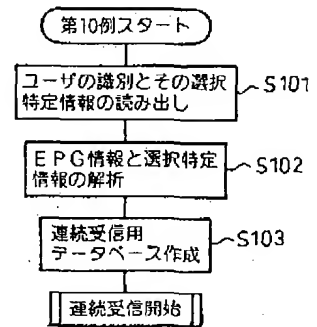 第10例スタート
ユーザの識別とその選択
特定情報の読み出し
S101
EPG情報と選択特定
情報の解析
S102
連続受信用
データベース作成
S103
連続受信開始